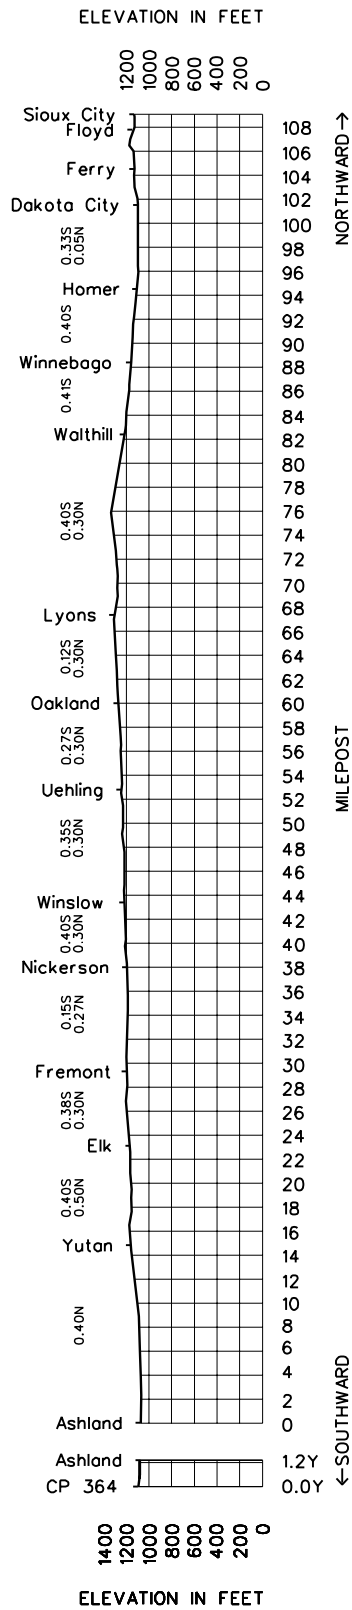 ELEVATION IN FEET
1200 1000 800 600 400 200 0
Sioux City
Floyd
108
106
Ferry
104
Dakota City
102
100
0.33S
0.05N
98
96
Homer
94
0.40S
92
90
Winnebago
88
0.41S
86
84
Walthill
82
80
78
0.40S
0.30N
76
74
72
70
68
Lyons
66
0.12S
0.30N
64
62
Oakland
60
58
0.27S
0.30N
56
54
Uehling
52
50
0.35S
0.30N
48
46
44
Winslow
42
0.40S
0.30N
40
Nickerson
38
36
0.15S
0.27N
34
32
30
Fremont
28
0.38S
0.30N
26
24
Elk
22
20
0.40S
0.50N
18
16
Yutan
14
12
10
8
0.40N
6
4
2
Ashland
0
NORTHWARD→
MILEPOST
←SOUTHWARD
Ashland
1.2Y
CP 364
0.0Y
1400 1200 1000 800 600 400 200 0
ELEVATION IN FEET